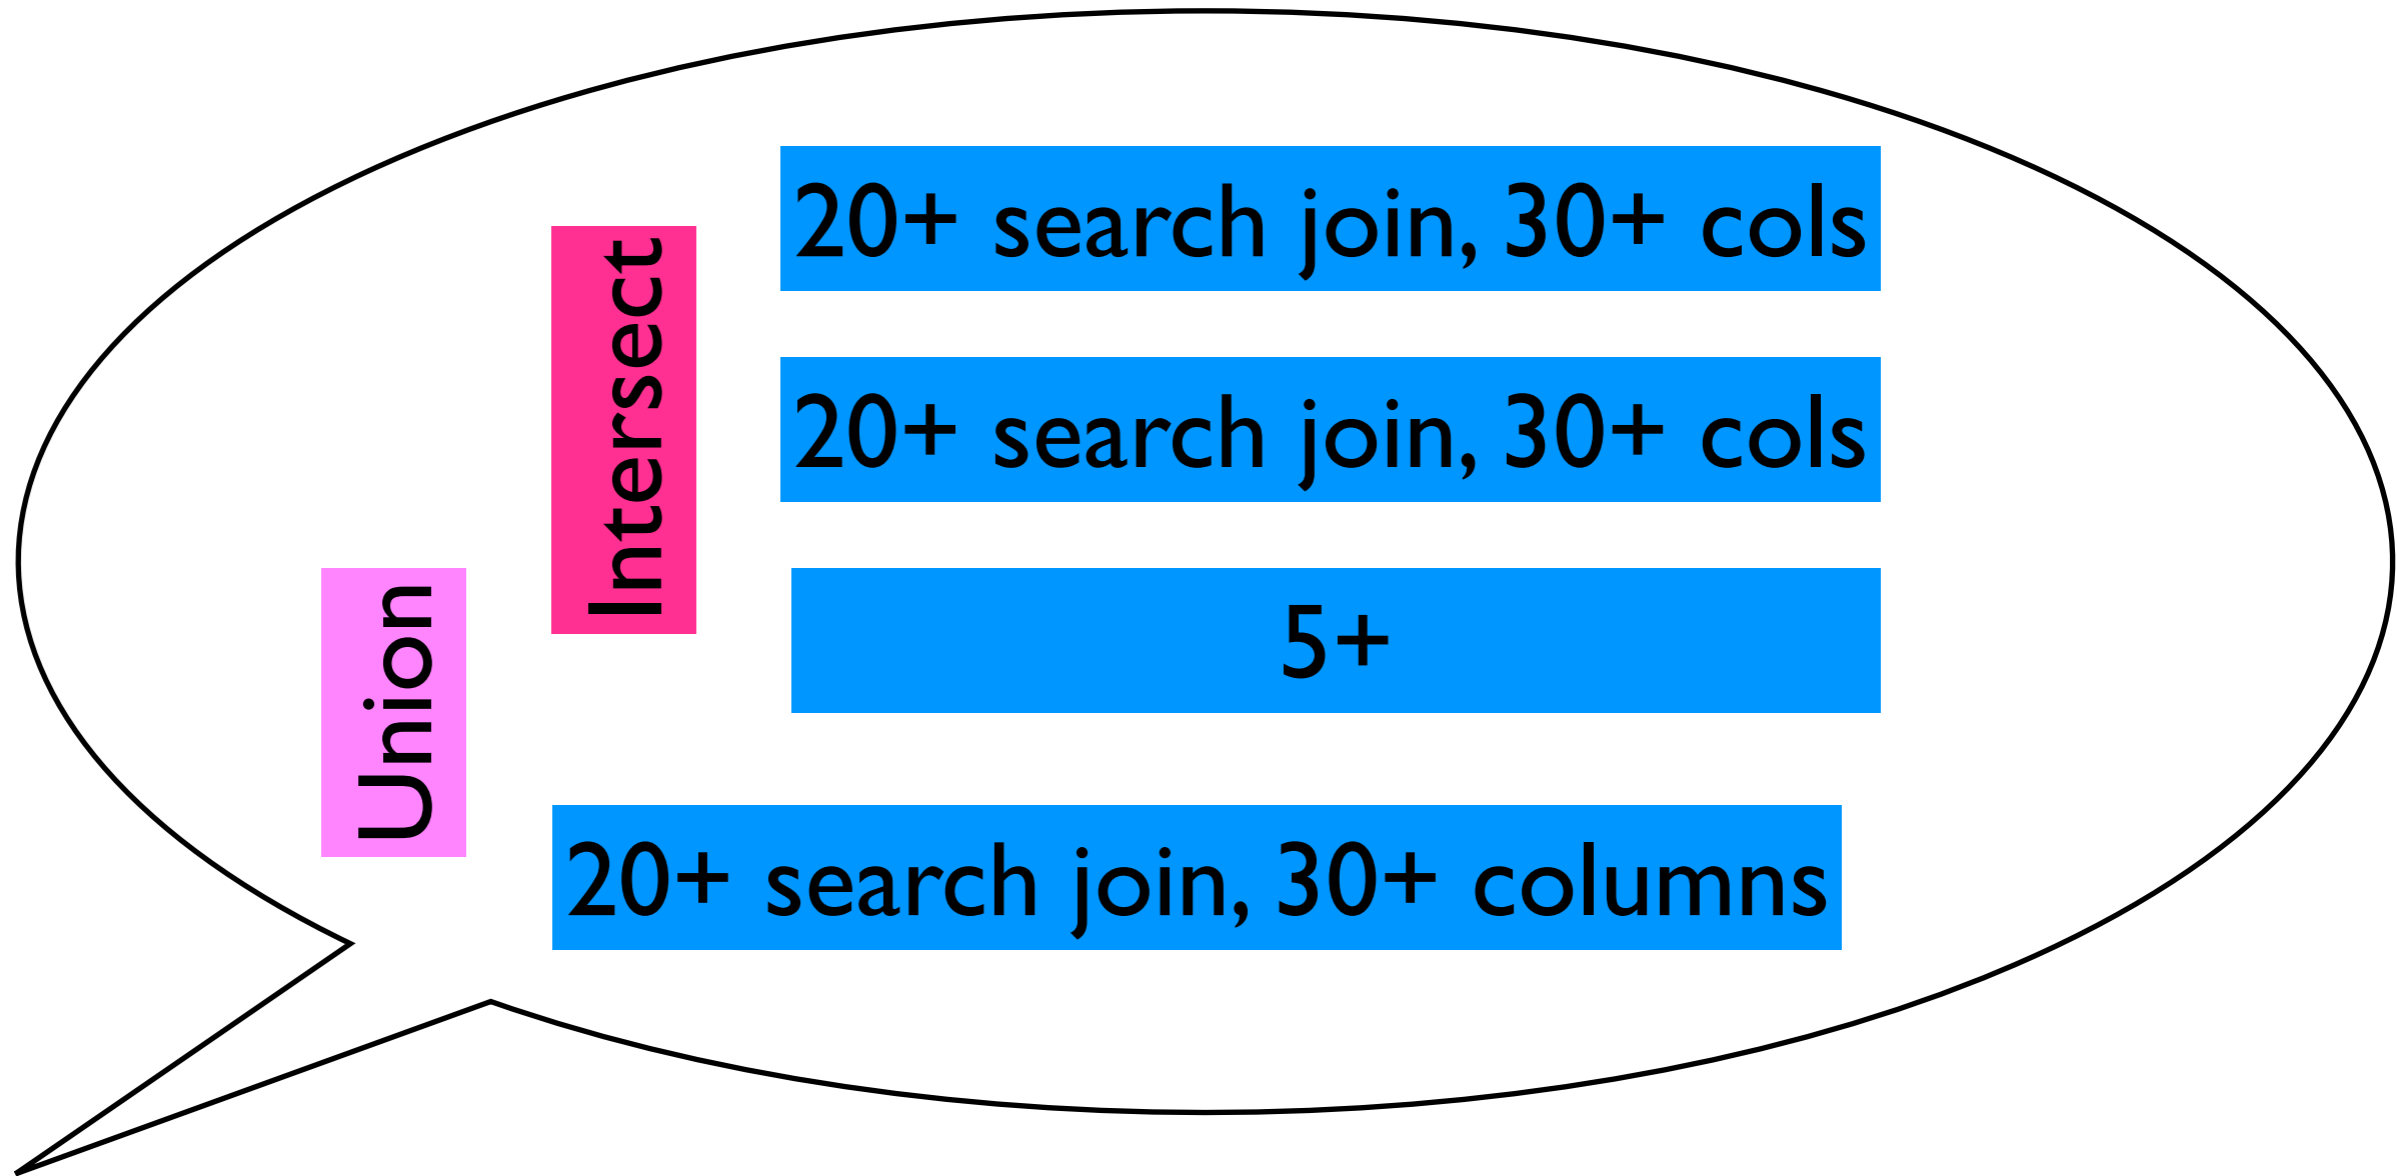 20+ search join, 30+ cols
Intersect
20+ search join, 30+ cols
5+
Union
20+ search join, 30+ columns